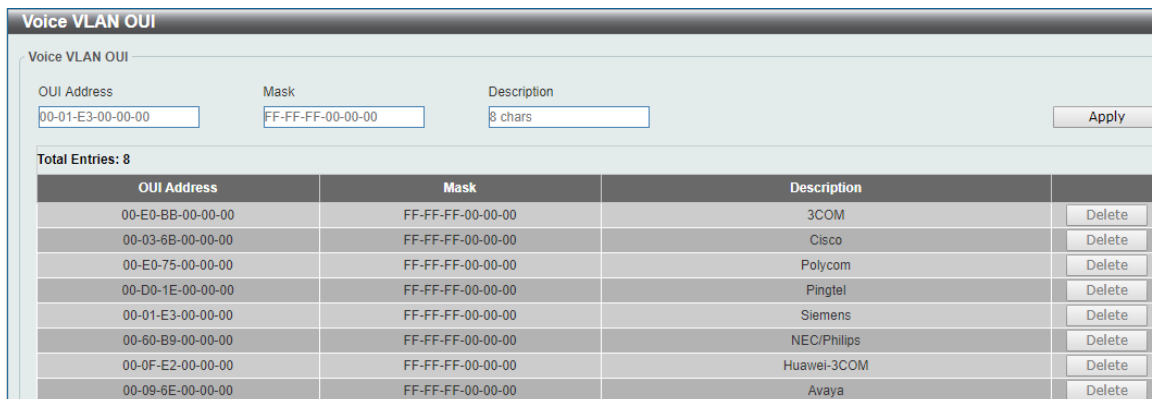 Voice VLAN OUI
Voice VLAN OUI
OUI Address Mask Description
00-01-E3-00-00-00 FF-FF-FF-00-00-00 8 chars Apply
Total Entries: 8
OUI Address Mask Description
00-E0-BB-00-00-00 FF-FF-FF-00-00-00 3COM Delete
00-03-6B-00-00-00 FF-FF-FF-00-00-00 Cisco Delete
00-E0-75-00-00-00 FF-FF-FF-00-00-00 Polycom Delete
00-D0-1E-00-00-00 FF-FF-FF-00-00-00 Pingtel Delete
00-01-E3-00-00-00 FF-FF-FF-00-00-00 Siemens Delete
00-60-B9-00-00-00 FF-FF-FF-00-00-00 NEC/Philips Delete
00-0F-E2-00-00-00 FF-FF-FF-00-00-00 Huawei-3COM Delete
00-09-6E-00-00-00 FF-FF-FF-00-00-00 Avaya Delete